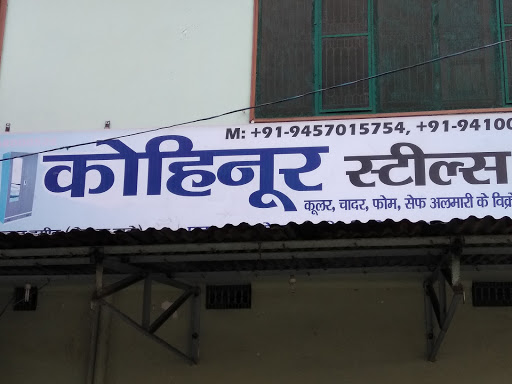 M: +91-9457015754, +91-94100
कोहिनूर स्टील्स
कूलर, चादर, फोम, सेफ अलमारी के विक्रे